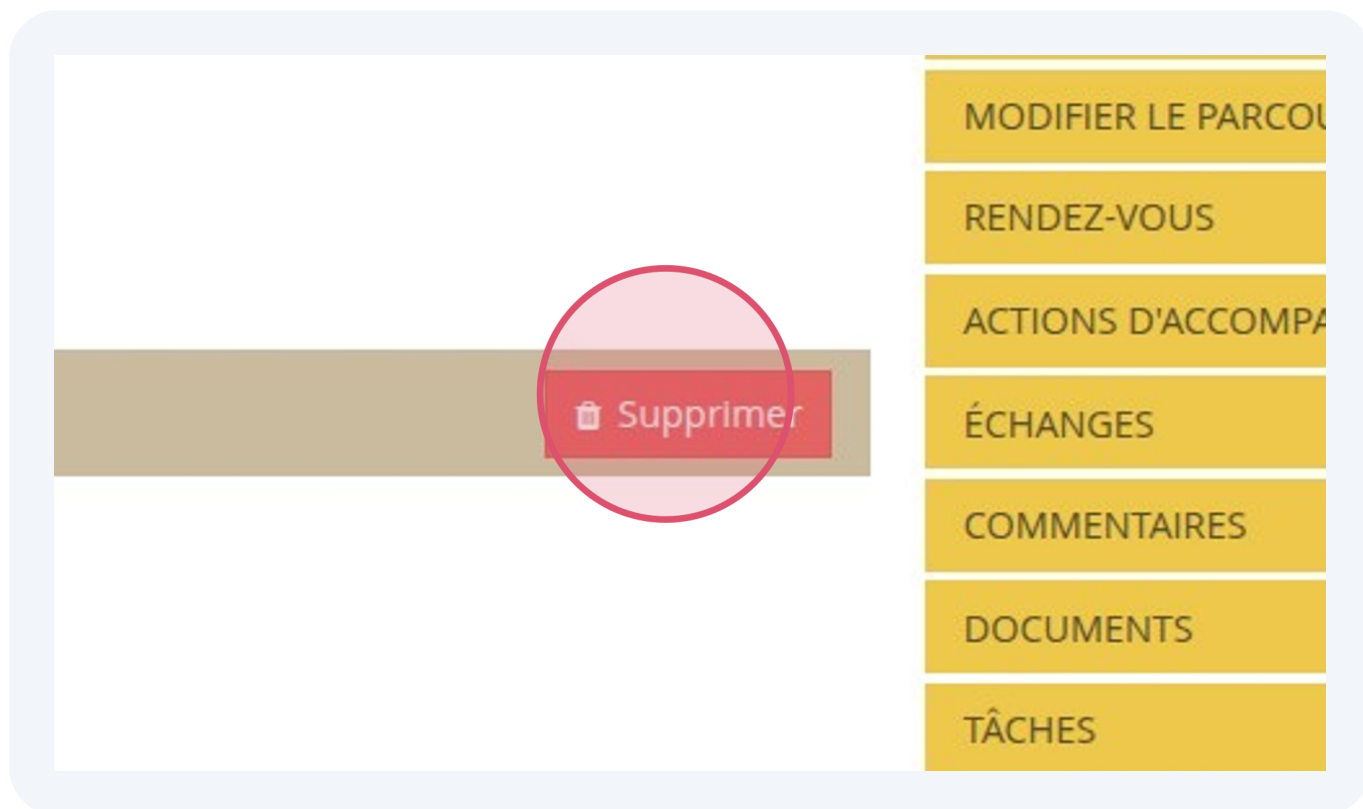 MODIFIER LE PARCOU
RENDEZ-VOUS
ACTIONS D'ACCOMPA
Supprimer
ÉCHANGES
COMMENTAIRES
DOCUMENTS
TÂCHES